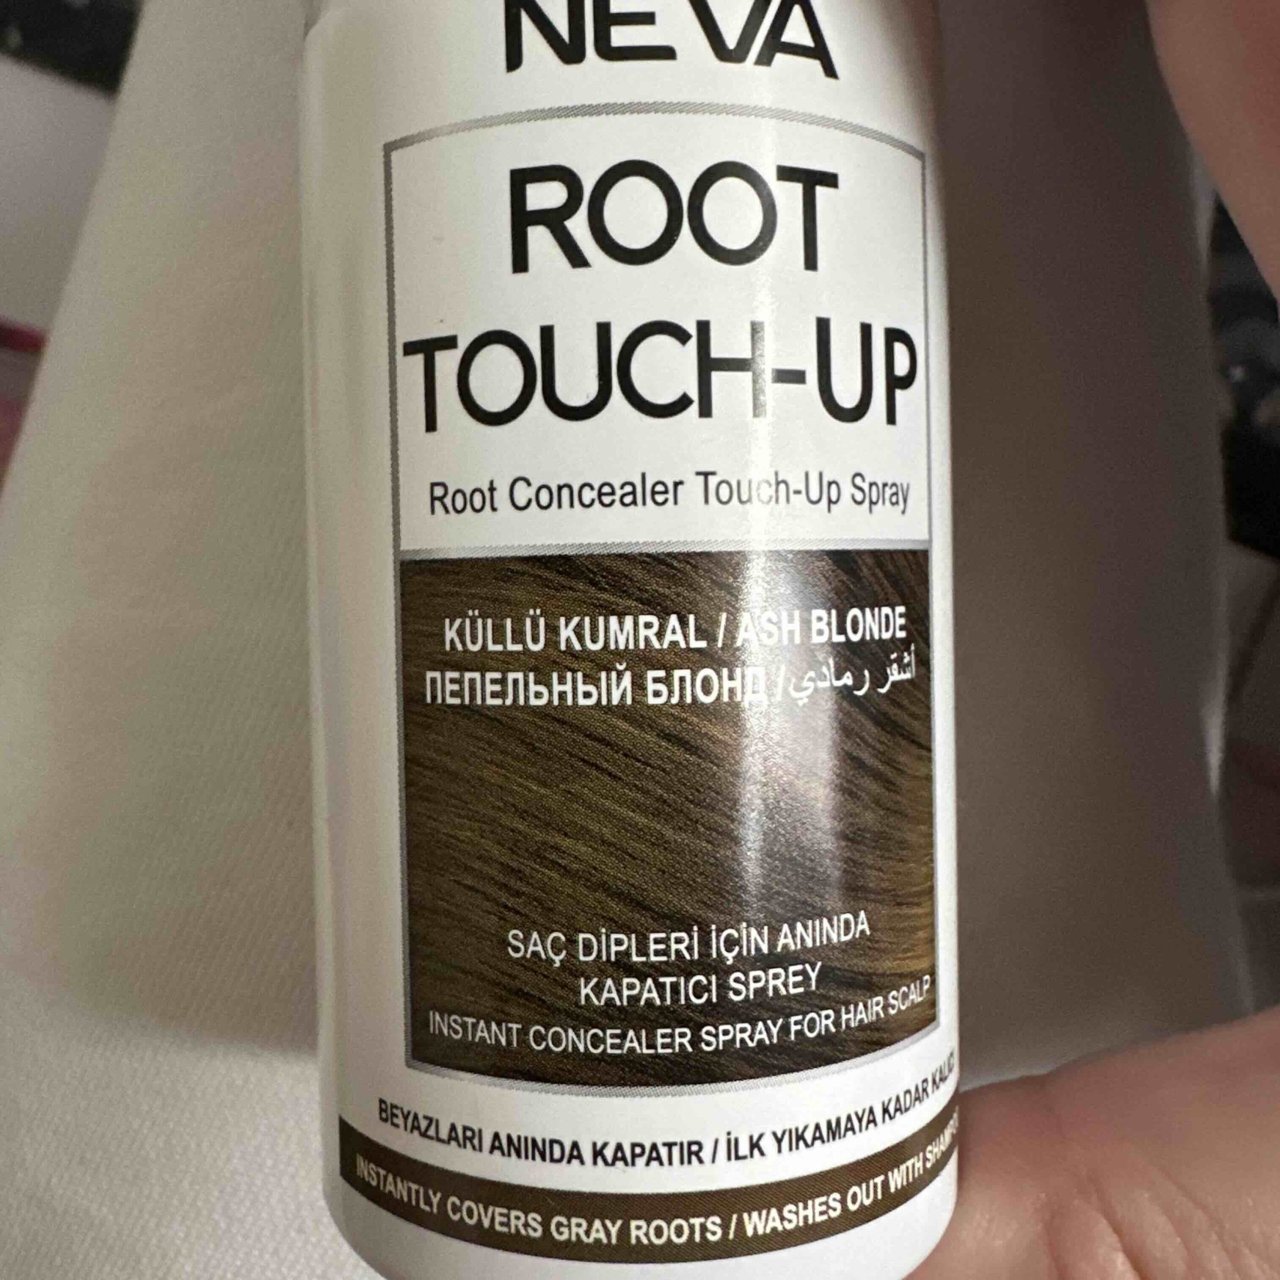 NEVA
ROOT
TOUCH-UP
Root Concealer Touch-Up Spray
KÜLLÜ KUMRAL / ASH BLONDE
ПЕПЕЛЬНЫЙ БЛОНД / أشقر رمادي
SAÇ DİPLERİ İÇİN ANINDA
KAPATICI SPREY
INSTANT CONCEALER SPRAY FOR HAIR SCALP
BEYAZLARI ANINDA KAPATIR / İLK YIKAMAYA KADAR
INSTANTLY COVERS GRAY ROOTS / WASHES OUT WITH